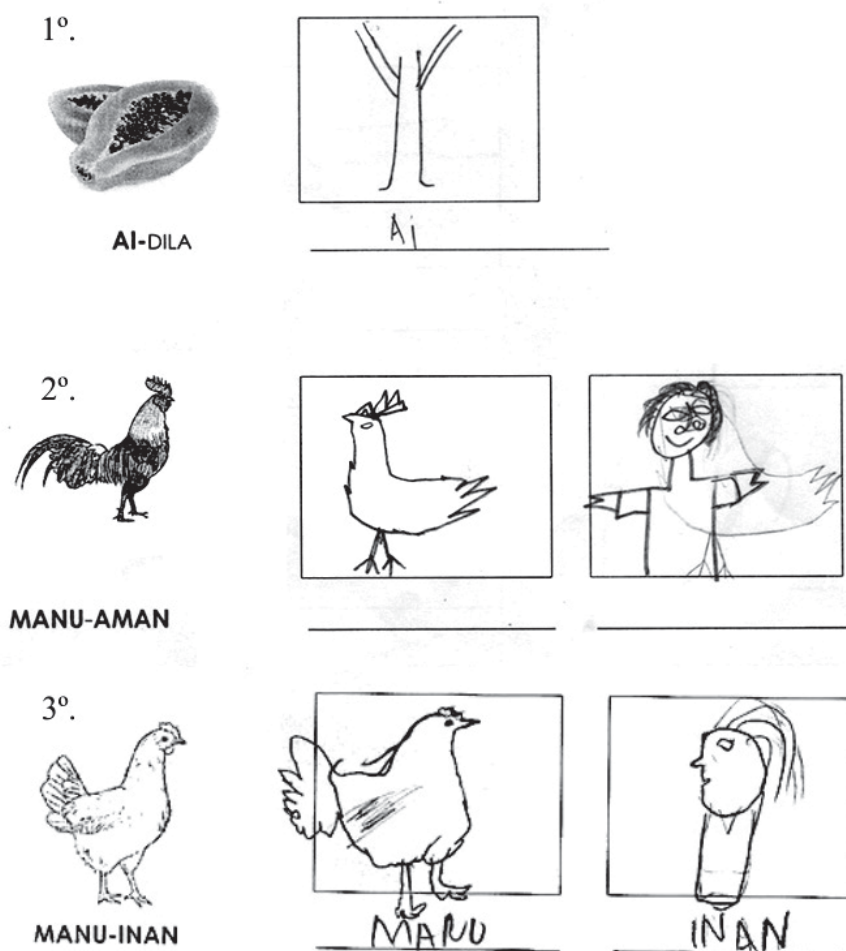 1º.
AI-DILA
Ai
2º.
MANU-AMAN
3º.
MANU-INAN
MANU
INAN